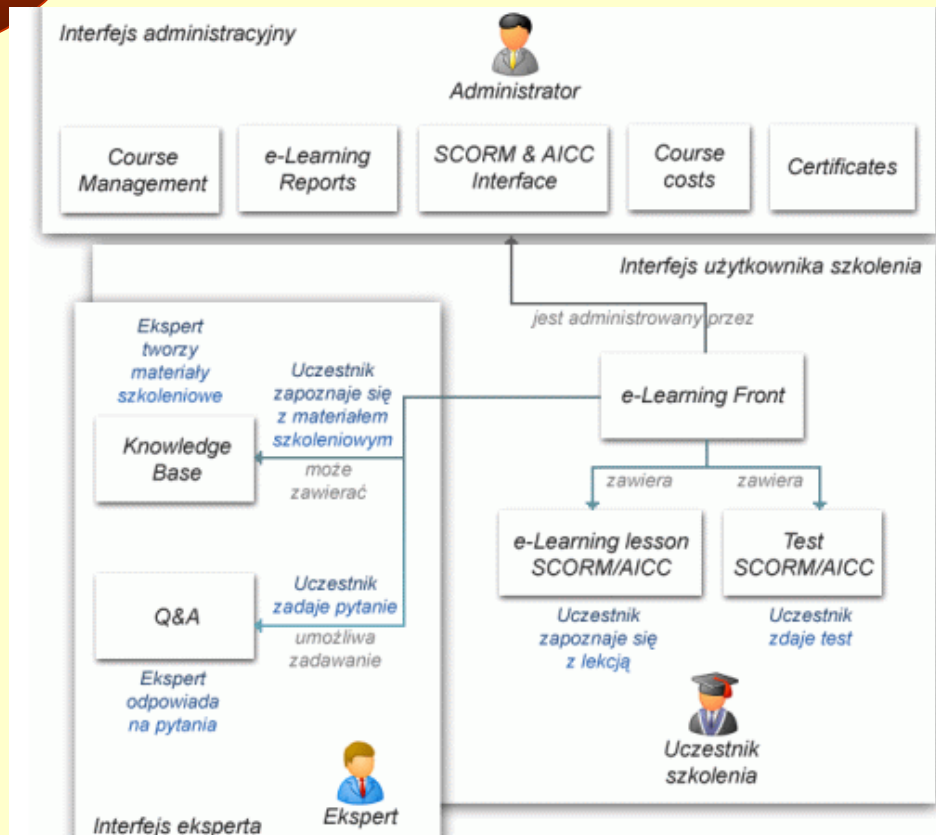 Interfejs administracyjny
Administrator
Course
Management
e-Learning
Reports
SCORM & AICC
Interface
Course
costs
Certificates
Interfejs użytkownika szkolenia
jest administrowany przez
e-Learning Front
Ekspert
tworzy
materiały
szkoleniowe
Uczestnik
zapoznaje się
z materiałem
szkoleniowym
Knowledge
Base
może
zawierać
zawiera
zawiera
e-Learning lesson
SCORM/AICC
Test
SCORM/AICC
Uczestnik
zapoznaje się
z lekcją
Uczestnik
zdaje test
Uczestnik
zadaje pytanie
Q&A
umożliwa
zadawanie
Ekspert
odpowiada
na pytania
Uczestnik
szkolenia
Ekspert
Interfejs eksperta